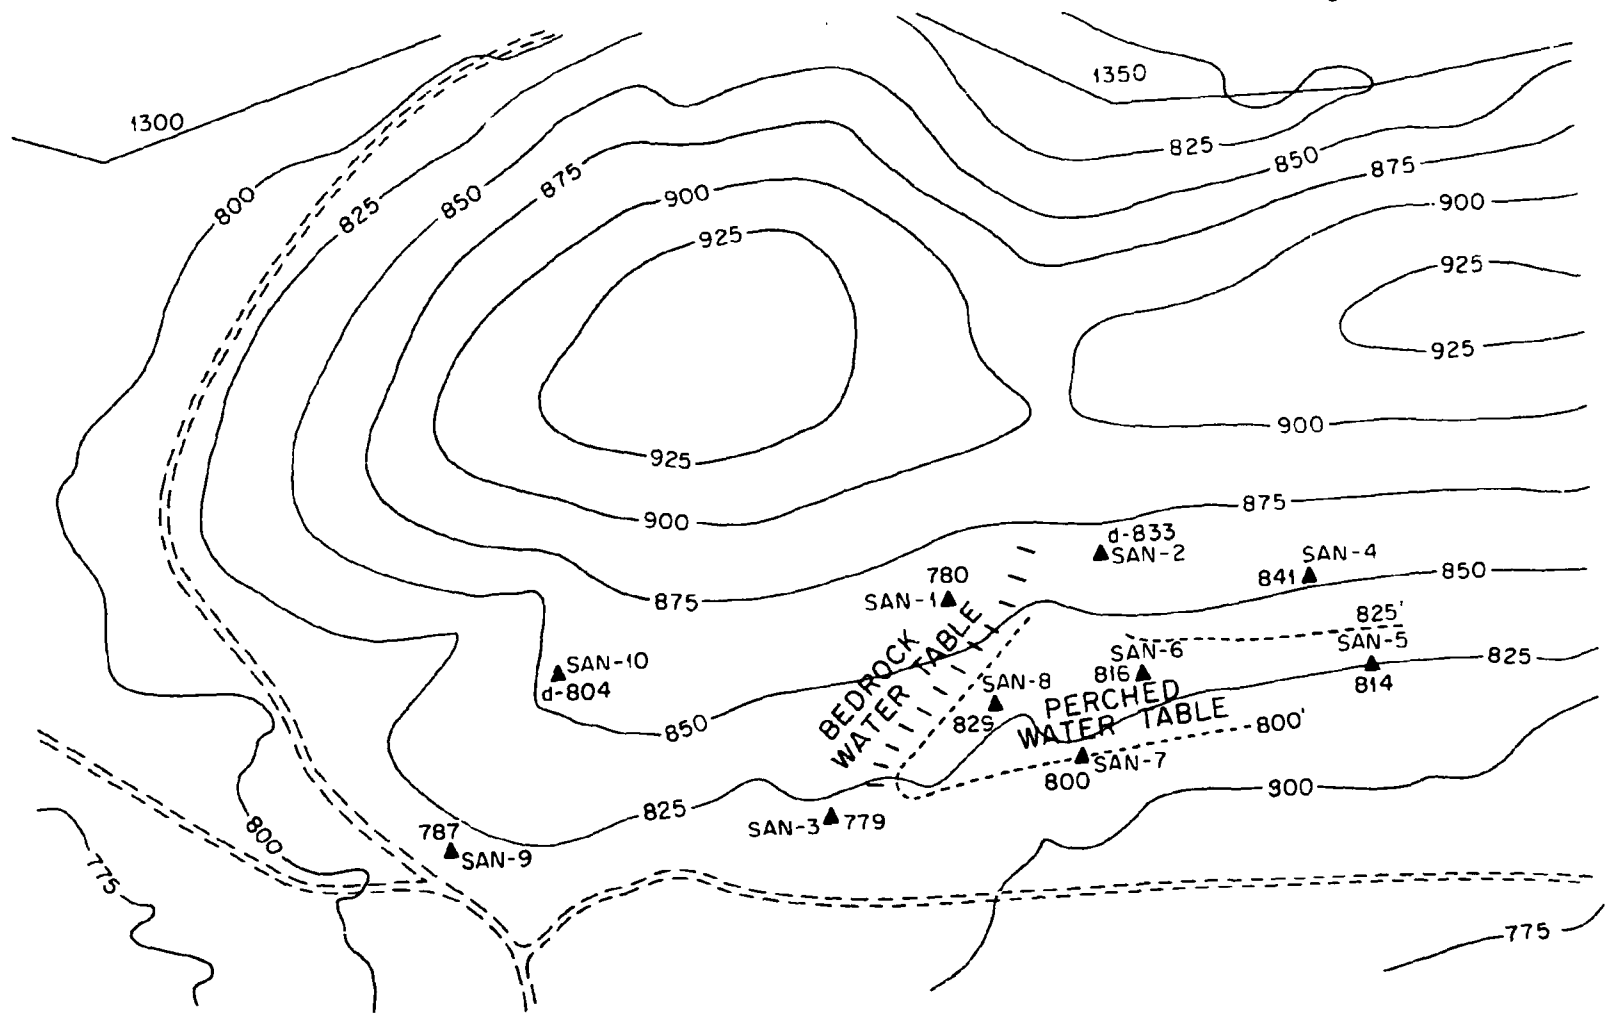 1350
1300
825
850
875
800
825
850
875
900
900
925
925
925
900
925
900
875
d-833
SAN-2
SAN-4
841
850
780
SAN-1
875
825'
SAN-5
814
825
SAN-6
816
SAN-10
d-804
BEDROCK
WATER TABLE
SAN-8
829
PERCHED
WATER TABLE
850
800'
SAN-7
800
900
825
SAN-3
779
787
SAN-9
800
775
775